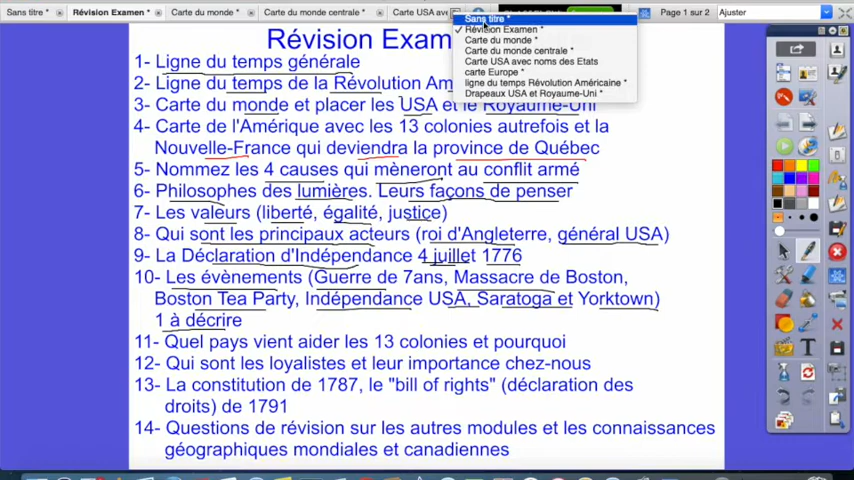 Sans titre *
Révision Examen *
Carte du monde *
Carte du monde centrale *
Carte USA ave
Page 1 sur 2
Ajuster
Sans titre *
Révision Examen *
Carte du monde *
Carte du monde centrale *
Carte USA avec noms des Etats
carte Europe *
ligne du temps Révolution Américaine *
Drapeaux USA et Royaume-Uni *
Révision Exam
1- Ligne du temps générale
2- Ligne du temps de la Révolution Am
3- Carte du monde et placer les USA et le Royaume-Uni
4- Carte de l'Amérique avec les 13 colonies autrefois et la
Nouvelle-France qui deviendra la province de Québec
5- Nommez les 4 causes qui mèneront au conflit armé
6- Philosophes des lumières. Leurs façons de penser
7- Les valeurs (liberté, égalité, justice)
8- Qui sont les principaux acteurs (roi d'Angleterre, général USA)
9- La Déclaration d'Indépendance 4 juillet 1776
10- Les évènements (Guerre de 7ans, Massacre de Boston,
Boston Tea Party, Indépendance USA, Saratoga et Yorktown)
1 à décrire
11- Quel pays vient aider les 13 colonies et pourquoi
12- Qui sont les loyalistes et leur importance chez-nous
13- La constitution de 1787, le "bill of rights" (déclaration des
droits) de 1791
14- Questions de révision sur les autres modules et les connaissances
géographiques mondiales et canadiennes